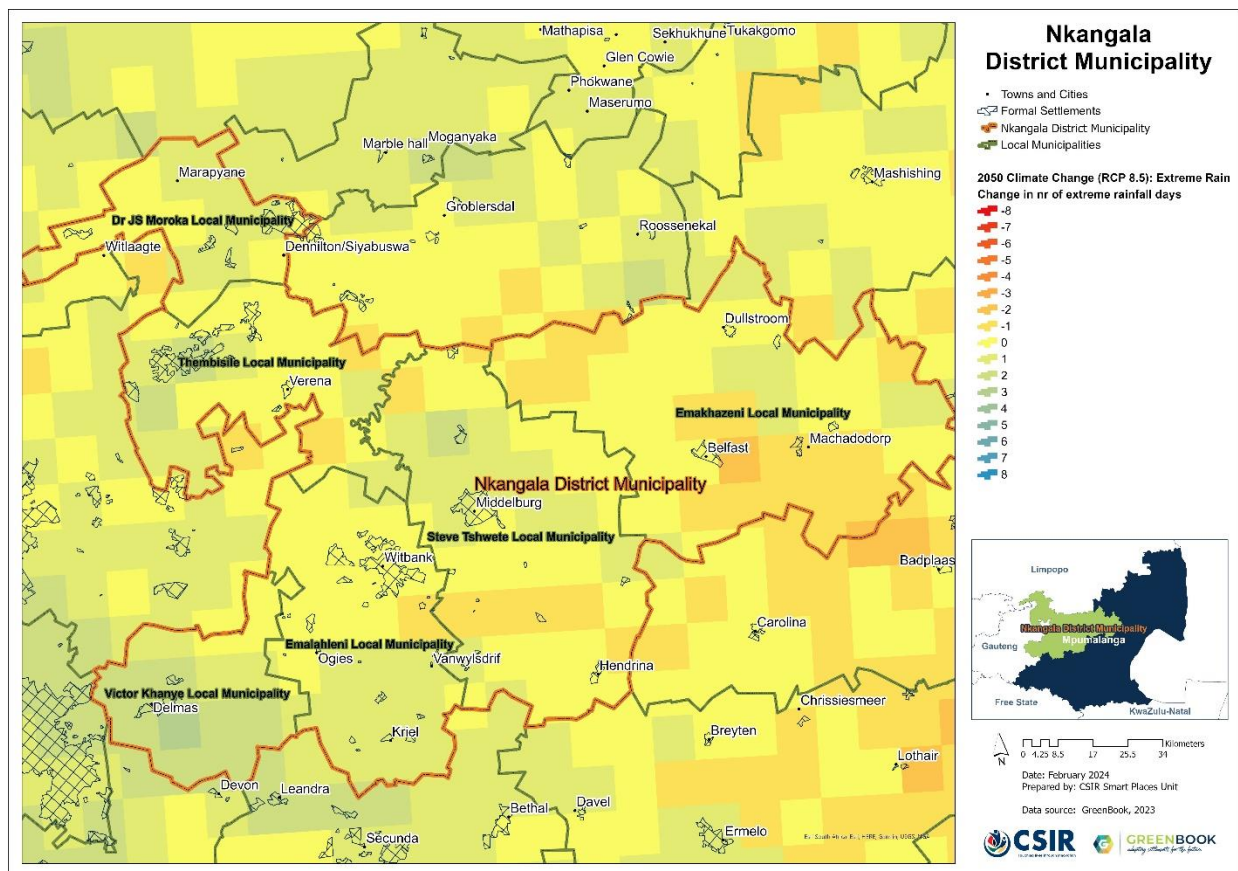 Nkangala
District Municipality
Towns and Cities
Formal Settlements
Nkangala District Municipality
Local Municipalities
2050 Climate Change (RCP 8.5): Extreme Rain
Change in nr of extreme rainfall days
-8
-7
-6
-5
-4
-3
-2
-1
0
1
2
3
4
5
6
7
8
Mathapisa
Sekhukhune
Tukakgomo
Glen Cowie
Phokwane
Maserumo
Marble hall
Moganyaka
Marapyane
Mashishing
Groblersdal
Dr JS Moroka Local Municipality
Roossenekal
Witlaagte
Dennilton/Siyabuswa
Dullstroom
Thembisile Local Municipality
Verena
Emakhazeni Local Municipality
Machadodorp
Belfast
Nkangala District Municipality
Middelburg
Steve Tshwete Local Municipality
Witbank
Badplaas
Carolina
Emalahleni Local Municipality
Ogies
Vanwylsdrif
Hendrina
Victor Khanye Local Municipality
Delmas
Chrissiesmeer
Kriel
Breyten
Lothair
Devon
Leandra
Bethal
Davel
Secunda
Ermelo
Limpopo
Nkangala District Municipality
Mpumalanga
Gauteng
Free State
KwaZulu-Natal
N
0 4.25 8.5 17 25.5 34
Kilometers
Date: February 2024
Prepared by: CSIR Smart Places Unit
Data source: GreenBook, 2023
CSIR
GREENBOOK